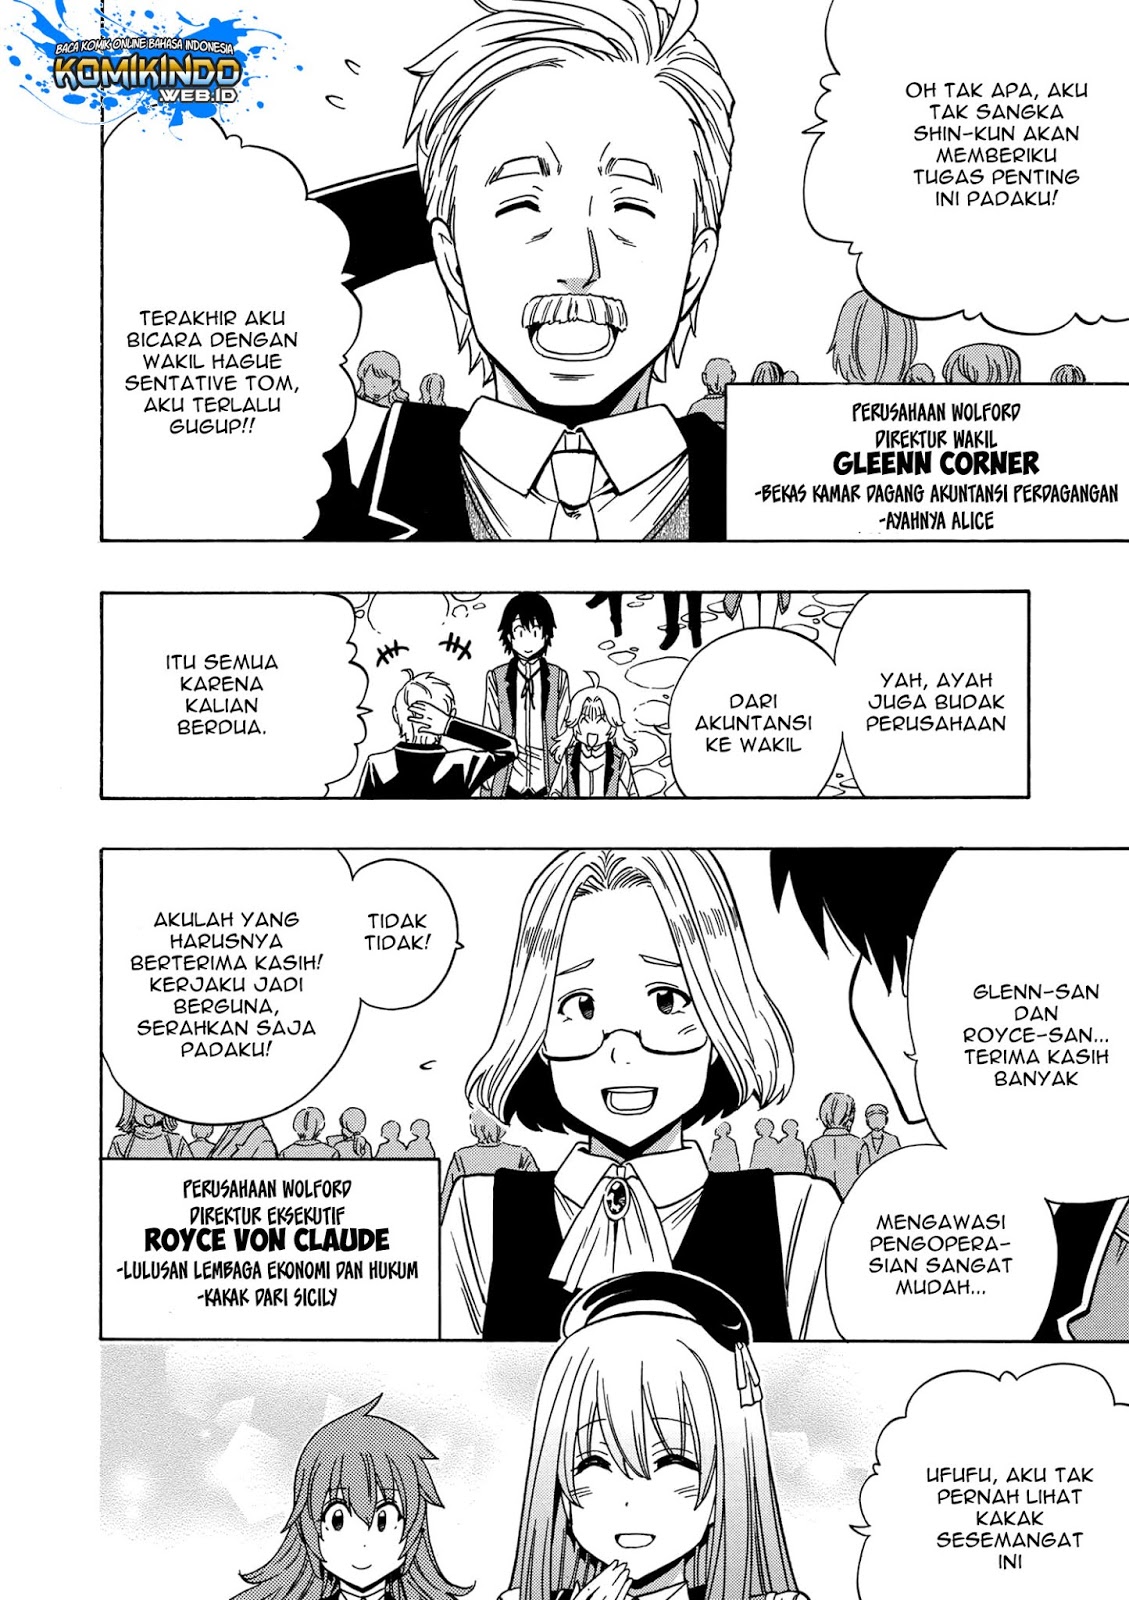 BACA KOMIK ONLINE BAHASA INDONESIA
KOMIKINDO
WEB.ID
OH TAK APA, AKU
TAK SANGKA
SHIN-KUN AKAN
MEMBERIKU
TUGAS PENTING
INI PADAKU!
TERAKHIR AKU
BICARA DENGAN
WAKIL HAGUE
SENTATIVE TOM,
AKU TERLALU
GUGUP!!
PERUSAHAAN WOLFORD
DIREKTUR WAKIL
GLEENN CORNER
-BEKAS KAMAR DAGANG AKUNTANSI PERDAGANGAN
-AYAHNYA ALICE
YAH, AYAH
JUGA BUDAK
PERUSAHAAN
DARI
AKUNTANSI
KE WAKIL
ITU SEMUA
KARENA
KALIAN
BERDUA.
GLENN-SAN
DAN
ROYCE-SAN...
TERIMA KASIH
BANYAK
MENGAWASI
PENGOPERA-
SIAN SANGAT
MUDAH...
TIDAK
TIDAK!
AKULAH YANG
HARUSNYA
BERTERIMA KASIH!
KERJAKU JADI
BERGUNA,
SERAHKAN SAJA
PADAKU!
PERUSAHAAN WOLFORD
DIREKTUR EKSEKUTIF
ROYCE VON CLAUDE
-LULUSAN LEMBAGA EKONOMI DAN HUKUM
-KAKAK DARI SICILY
UFUFU, AKU TAK
PERNAH LIHAT
KAKAK
SESEMANGAT
INI